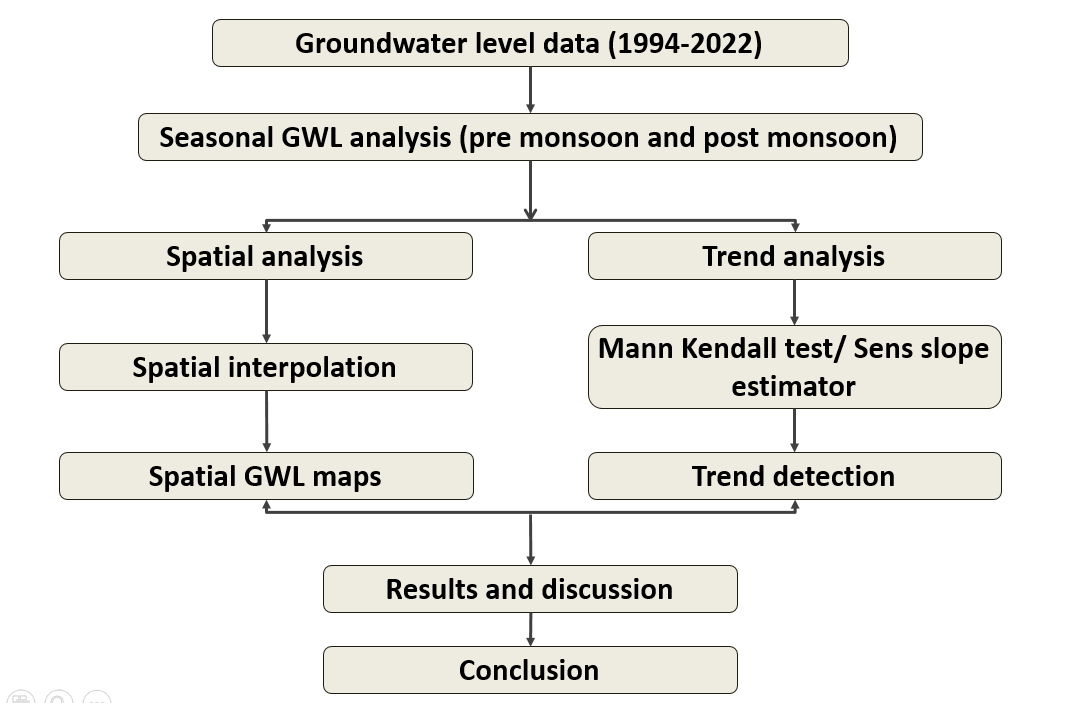 Groundwater level data (1994-2022)
Seasonal GWL analysis (pre monsoon and post monsoon)
Spatial analysis
Trend analysis
Spatial interpolation
Mann Kendall test/ Sens slope
estimator
Spatial GWL maps
Trend detection
Results and discussion
Conclusion